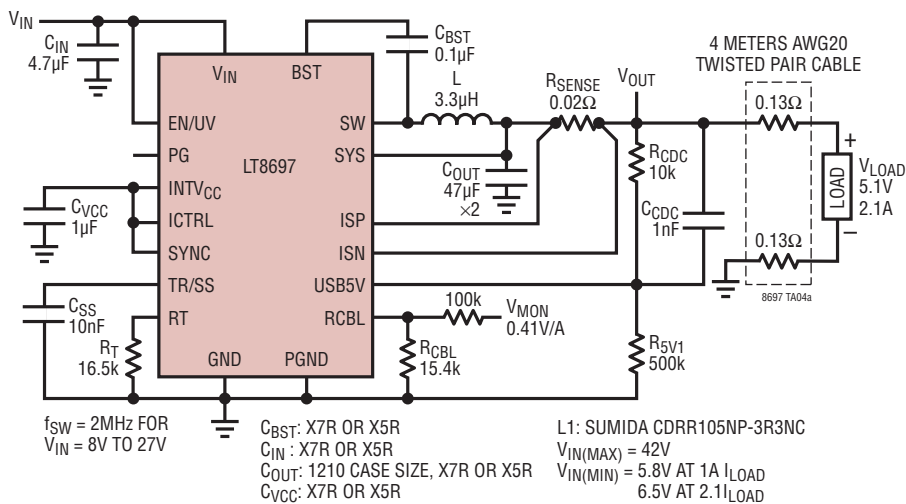 V_IN
C_IN
4.7µF
C_BST
0.1µF
4 METERS AWG20
TWISTED PAIR CABLE
V_IN
BST
L
3.3µH
R_SENSE
0.02Ω
V_OUT
0.13Ω
EN/UV
SW
PG
LT8697
SYS
R_CDC
10k
+
LOAD
V_LOAD
5.1V
2.1A
–
INTV_CC
C_OUT
47µF
×2
C_VCC
1µF
ICTRL
ISP
C_CDC
1nF
SYNC
ISN
0.13Ω
TR/SS
USB5V
8697 TA04a
C_SS
10nF
RT
RCBL
100k
V_MON
0.41V/A
R_T
16.5k
GND
PGND
R_CBL
15.4k
R_5V1
500k
f_SW = 2MHz FOR
V_IN = 8V TO 27V
C_BST: X7R OR X5R
C_IN : X7R OR X5R
C_OUT: 1210 CASE SIZE, X7R OR X5R
C_VCC: X7R OR X5R
L1: SUMIDA CDRR105NP-3R3NC
V_IN(MAX) = 42V
V_IN(MIN) = 5.8V AT 1A I_LOAD
6.5V AT 2.1I_LOAD